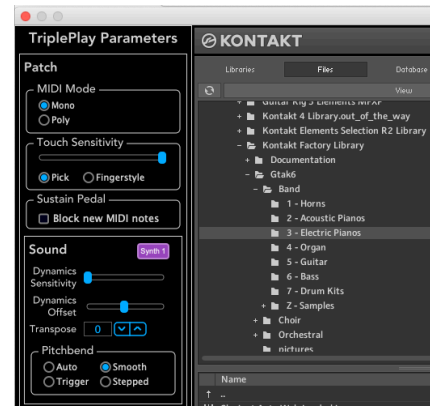 TriplePlay Parameters
Patch
MIDI Mode
Mono
Poly
Touch Sensitivity
Pick
Fingerstyle
Sustain Pedal
Block new MIDI notes
Sound
Synth 1
Dynamics
Sensitivity
Dynamics
Offset
Transpose 0
Pitchbend
Auto
Smooth
Trigger
Stepped
KONTAKT
Libraries
Files
Database
View
Guitar Rig 5 Elements MFXP
+ Kontakt 4 Library.out_of_the_way
+ Kontakt Elements Selection R2 Library
- Kontakt Factory Library
+ Documentation
- Gtak6
- Band
1 - Horns
2 - Acoustic Pianos
3 - Electric Pianos
4 - Organ
5 - Guitar
6 - Bass
7 - Drum Kits
+ Z - Samples
+ Choir
+ Orchestral
pictures
Name
↑ ..